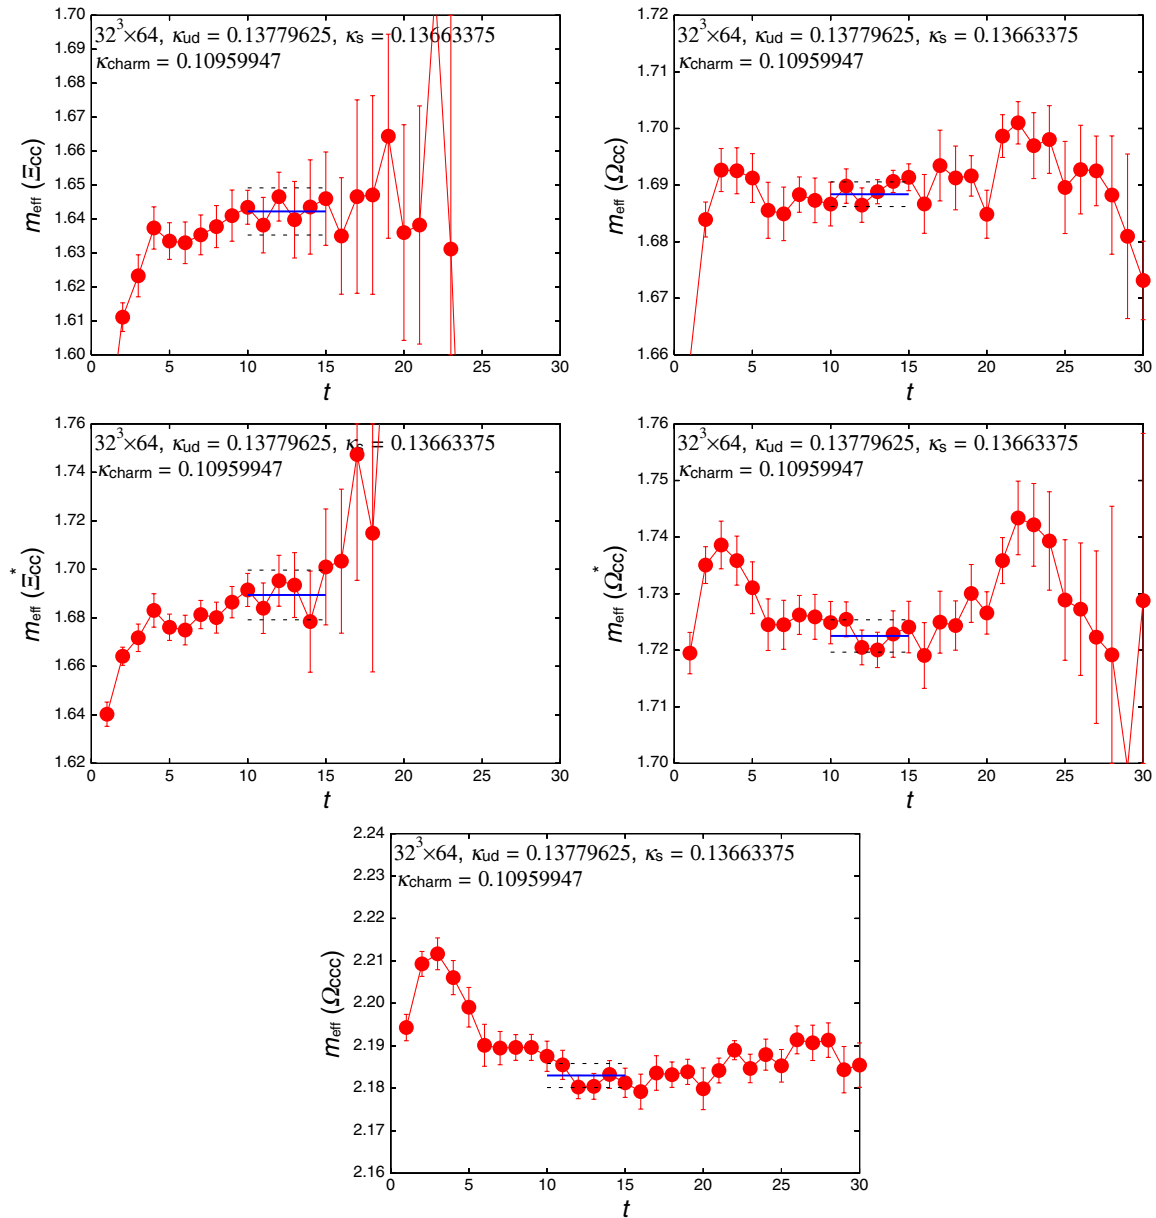 32³×64, κud = 0.13779625, κs = 0.13663375
κcharm = 0.10959947
meff (Ξcc)
1.70
1.69
1.68
1.67
1.66
1.65
1.64
1.63
1.62
1.61
1.60
0 5 10 15 20 25 30
t
32³×64, κud = 0.13779625, κs = 0.13663375
κcharm = 0.10959947
meff (Ωcc)
1.72
1.71
1.70
1.69
1.68
1.67
1.66
0 5 10 15 20 25 30
t
32³×64, κud = 0.13779625, κs = 0.13663375
κcharm = 0.10959947
meff (Ξ*cc)
1.76
1.74
1.72
1.70
1.68
1.66
1.64
1.62
0 5 10 15 20 25 30
t
32³×64, κud = 0.13779625, κs = 0.13663375
κcharm = 0.10959947
meff (Ω*cc)
1.76
1.75
1.74
1.73
1.72
1.71
1.70
0 5 10 15 20 25 30
t
32³×64, κud = 0.13779625, κs = 0.13663375
κcharm = 0.10959947
meff (Ωccc)
2.24
2.23
2.22
2.21
2.20
2.19
2.18
2.17
2.16
0 5 10 15 20 25 30
t